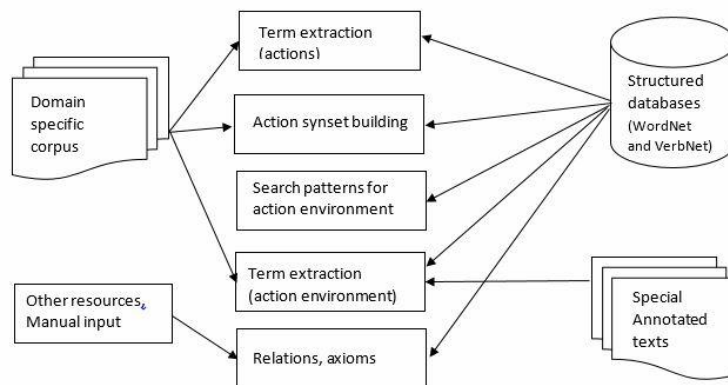 Term extraction
(actions)
Domain
specific
corpus
Structured
databases
(WordNet
and VerbNet)
Action synset building
Search patterns for
action environment
Term extraction
(action environment)
Other resources,
Manual input
Special
Annotated
texts
Relations, axioms